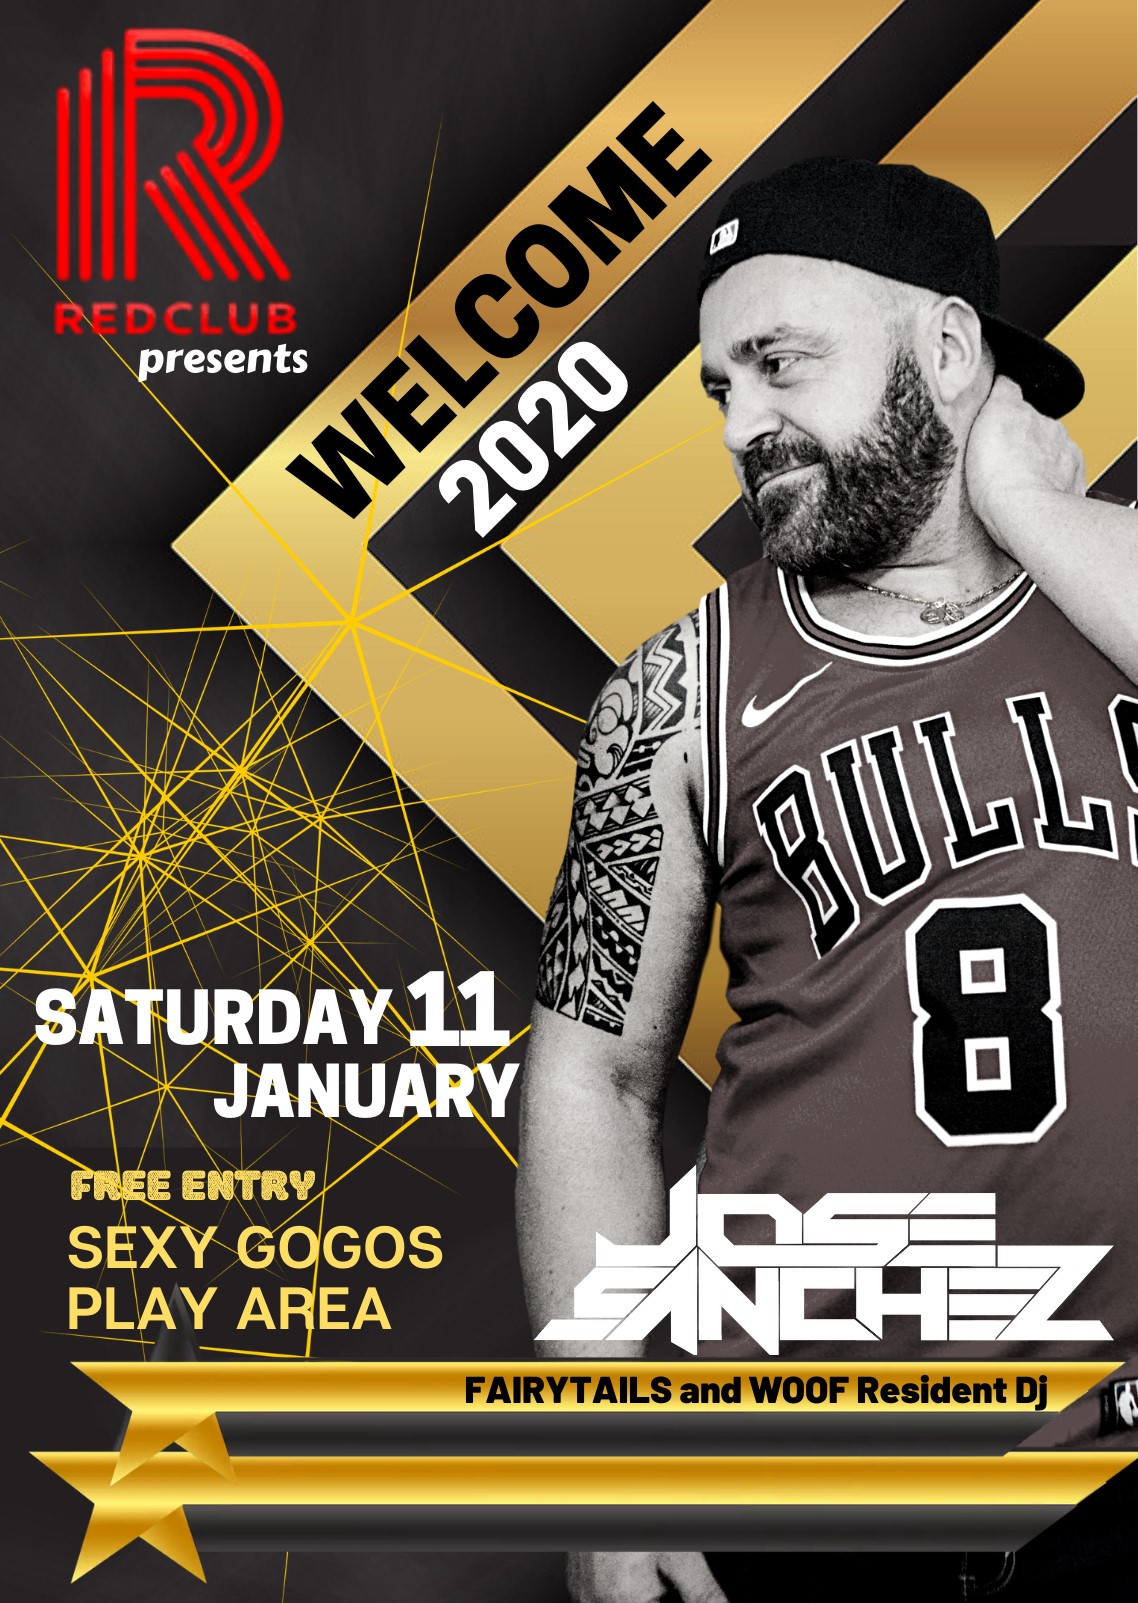 R
REDCLUB
presents
WELCOME
2020
BULLS
8
SATURDAY 11
JANUARY
FREE ENTRY
SEXY GOGOS
PLAY AREA
JOSE
SANCHEZ
FAIRYTAILS and WOOF Resident Dj